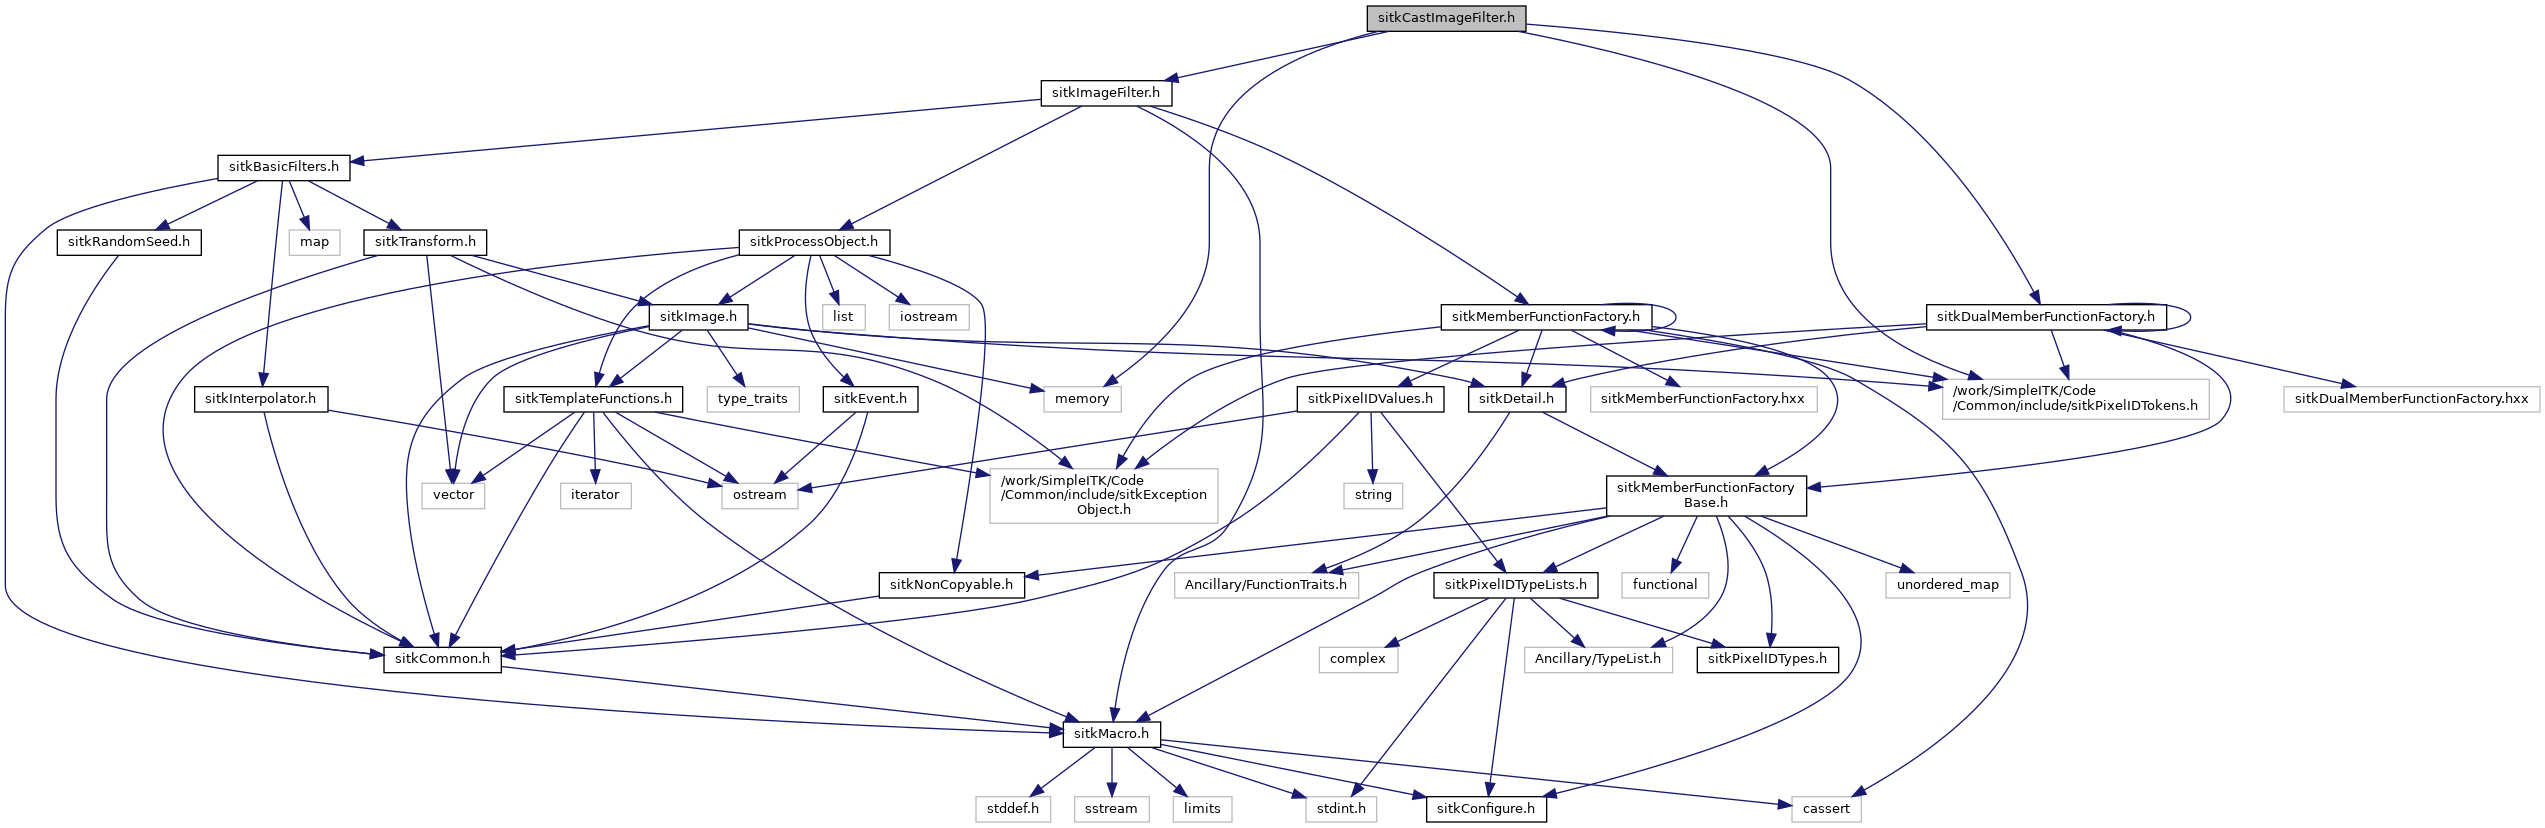 sitkCastImageFilter.h
sitkImageFilter.h
sitkBasicFilters.h
sitkRandomSeed.h
map
sitkTransform.h
sitkProcessObject.h
sitkImage.h
list
iostream
sitkMemberFunctionFactory.h
sitkDualMemberFunctionFactory.h
sitkInterpolator.h
sitkTemplateFunctions.h
type_traits
sitkEvent.h
memory
sitkPixelIDValues.h
sitkDetail.h
sitkMemberFunctionFactory.hxx
/work/SimpleITK/Code
/Common/include/sitkPixelIDTokens.h
sitkDualMemberFunctionFactory.hxx
vector
iterator
ostream
/work/SimpleITK/Code
/Common/include/sitkException
Object.h
string
sitkMemberFunctionFactory
Base.h
sitkNonCopyable.h
Ancillary/FunctionTraits.h
sitkPixelIDTypeLists.h
functional
unordered_map
sitkCommon.h
complex
Ancillary/TypeList.h
sitkPixelIDTypes.h
sitkMacro.h
stddef.h
sstream
limits
stdint.h
sitkConfigure.h
cassert